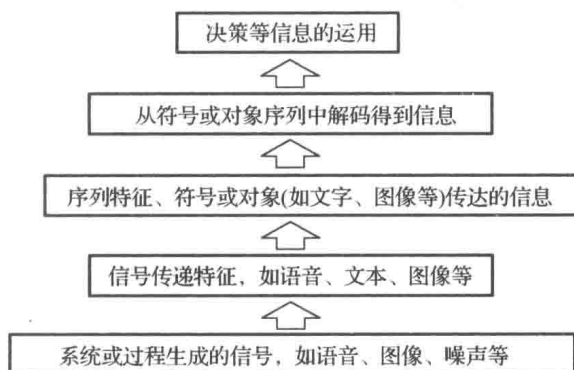 决策等信息的运用
从符号或对象序列中解码得到信息
序列特征、符号或对象(如文字、图像等)传达的信息
信号传递特征，如语音、文本、图像等
系统或过程生成的信号，如语音、图像、噪声等